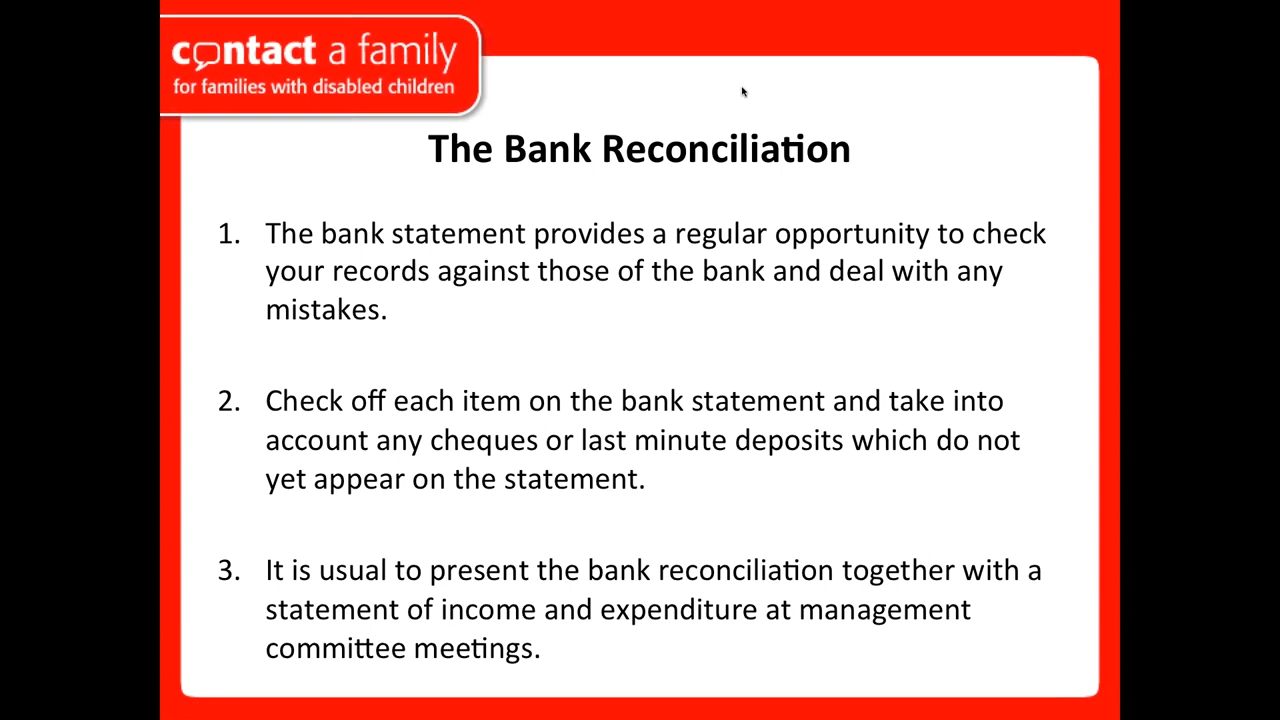 contact a family
for families with disabled children
The Bank Reconciliation
1. The bank statement provides a regular opportunity to check
your records against those of the bank and deal with any
mistakes.
2. Check off each item on the bank statement and take into
account any cheques or last minute deposits which do not
yet appear on the statement.
3. It is usual to present the bank reconciliation together with a
statement of income and expenditure at management
committee meetings.